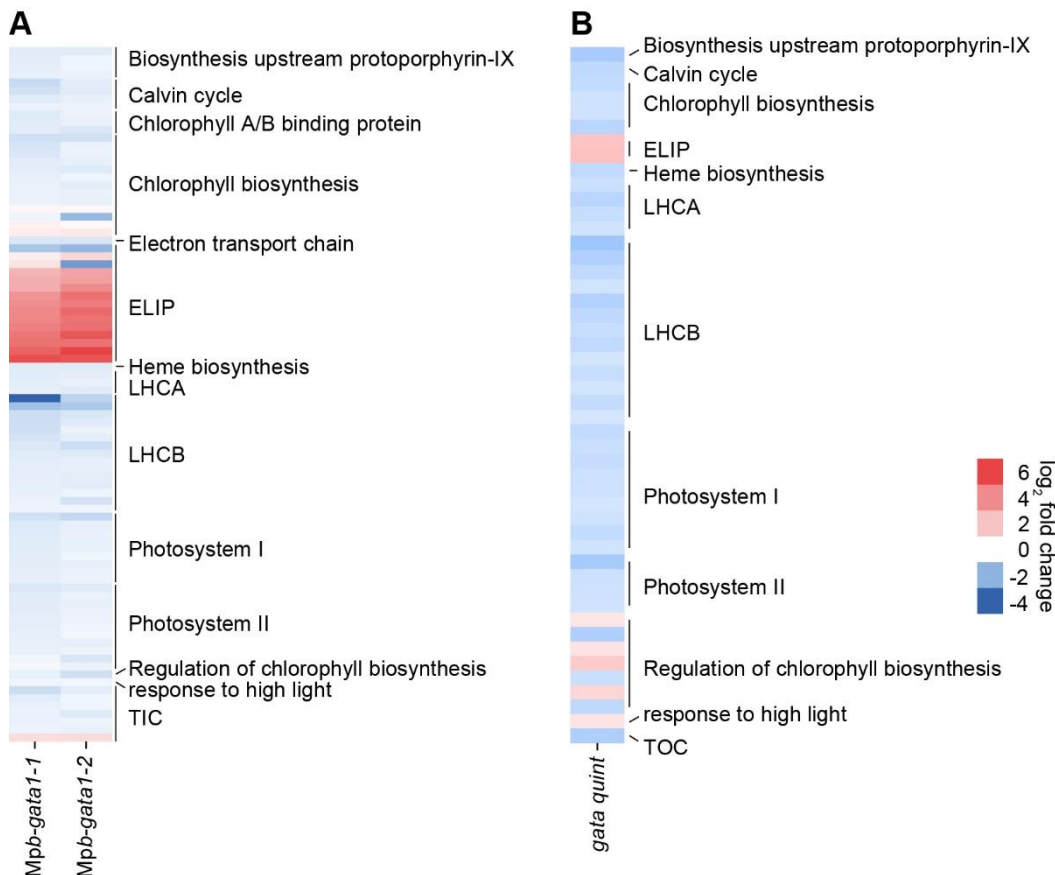 A
Biosynthesis upstream protoporphyrin-IX
Calvin cycle
Chlorophyll A/B binding protein
Chlorophyll biosynthesis
Electron transport chain
ELIP
Heme biosynthesis
LHCA
LHCB
Photosystem I
Photosystem II
Regulation of chlorophyll biosynthesis
response to high light
TIC
Mpb-gata1-1
Mpb-gata1-2
B
Biosynthesis upstream protoporphyrin-IX
Calvin cycle
Chlorophyll biosynthesis
ELIP
Heme biosynthesis
LHCA
LHCB
Photosystem I
Photosystem II
Regulation of chlorophyll biosynthesis
response to high light
TOC
gata quint
6
4
2
0
-2
-4
log2 fold change